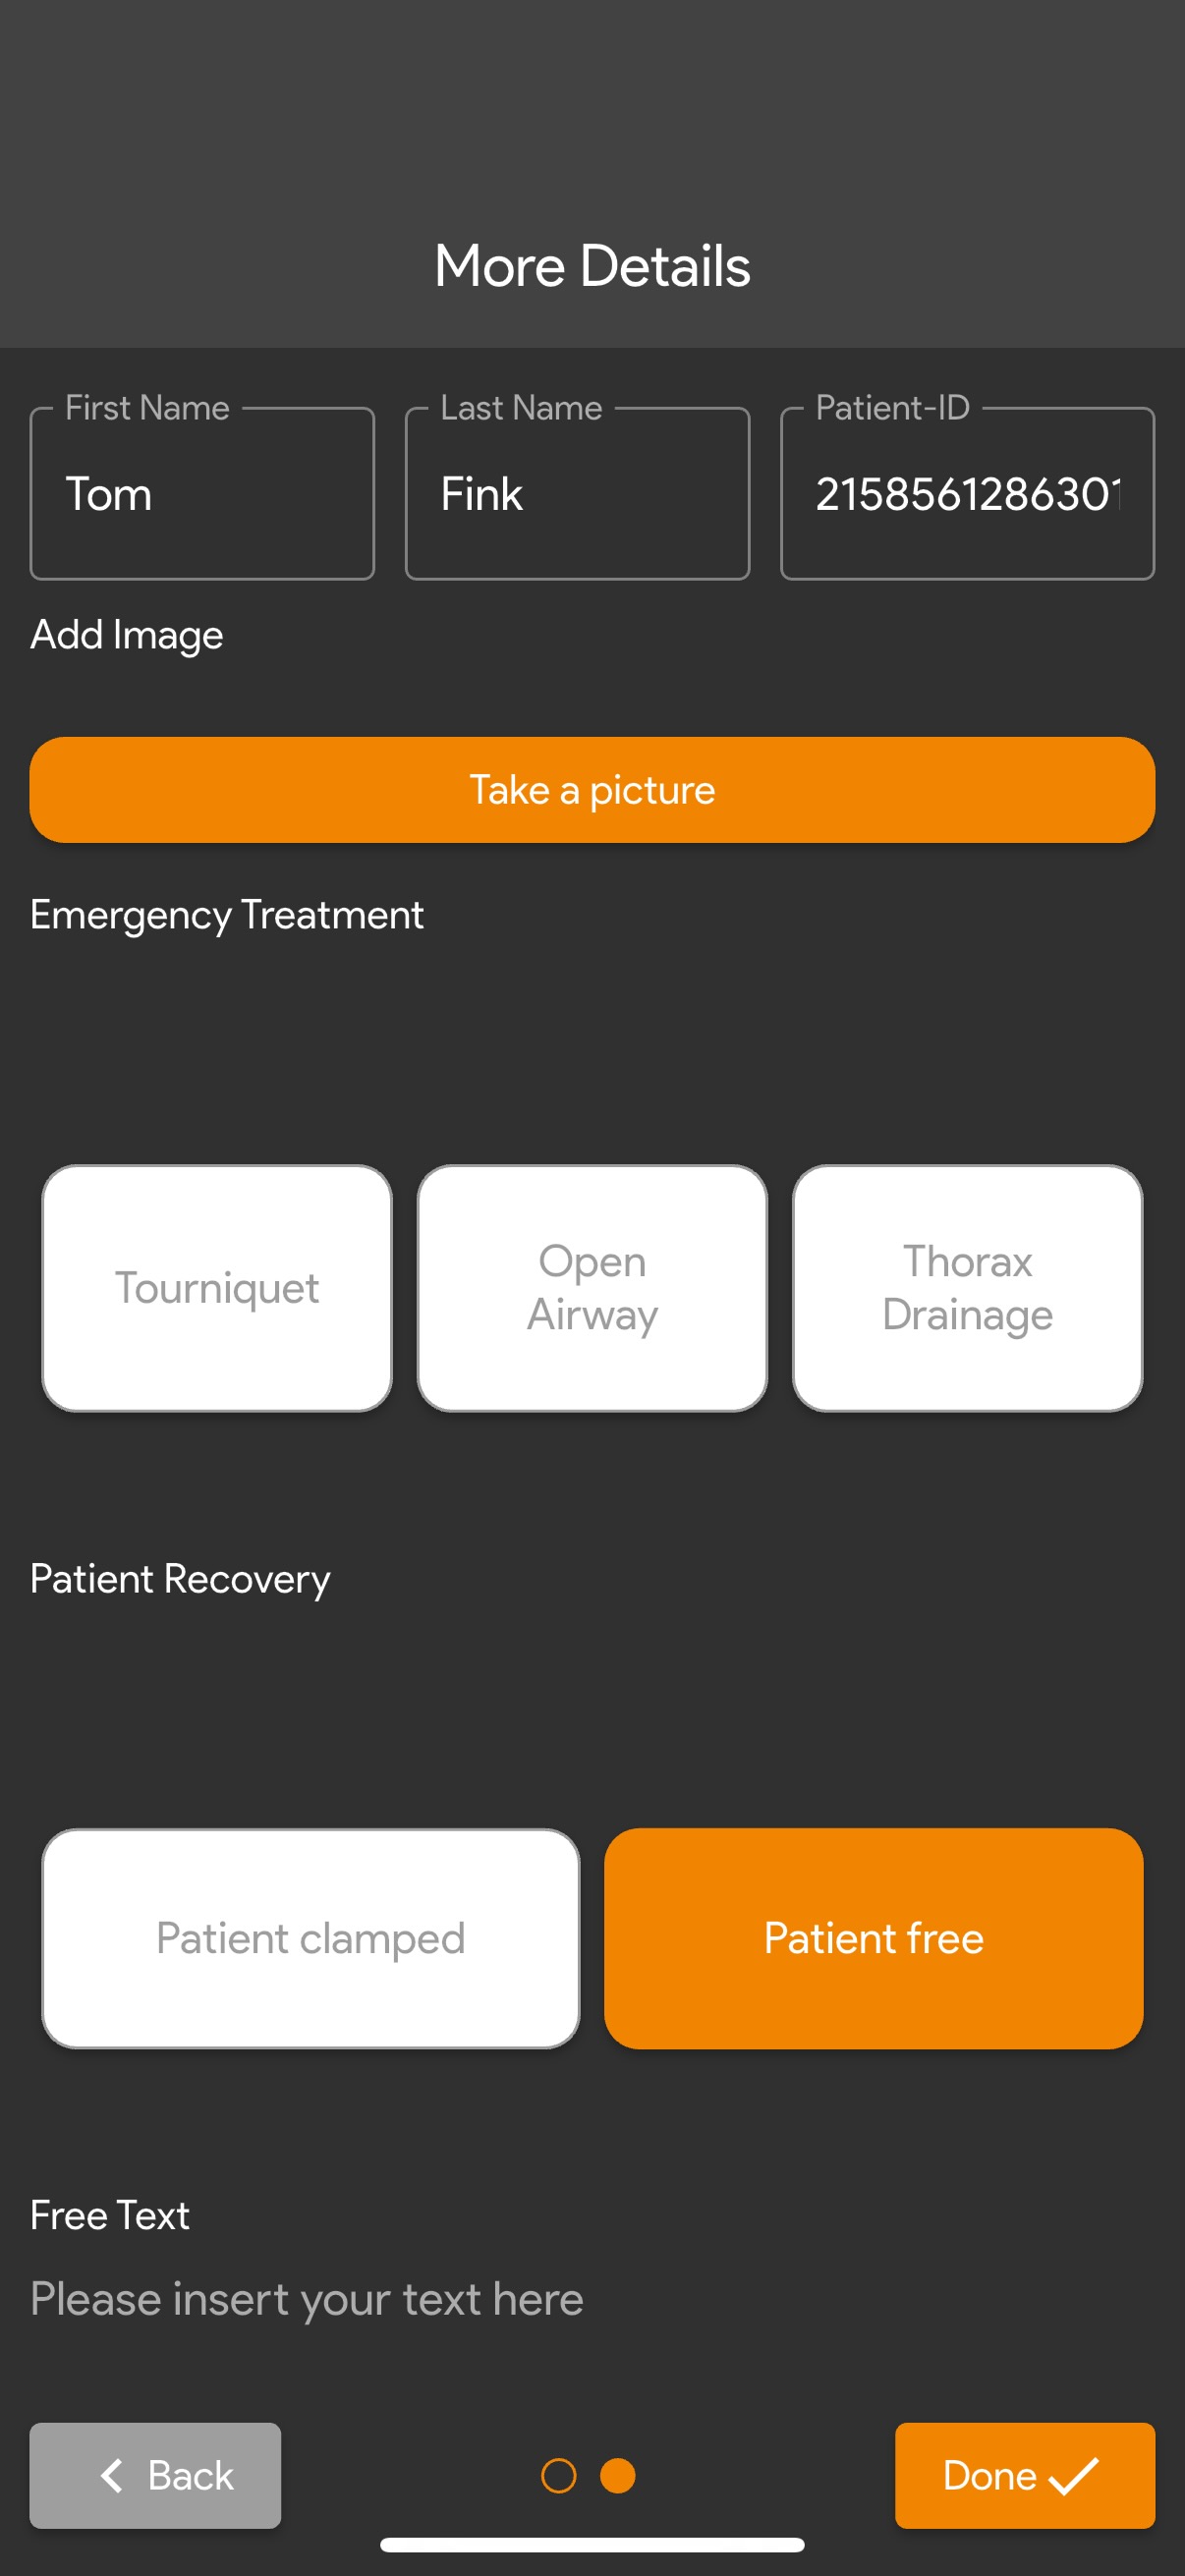 More Details
First Name
Last Name
Patient-ID
Tom
Fink
215856128630
Add Image
Take a picture
Emergency Treatment
Tourniquet
Open
Airway
Thorax
Drainage
Patient Recovery
Patient clamped
Patient free
Free Text
Please insert your text here
Back
Done